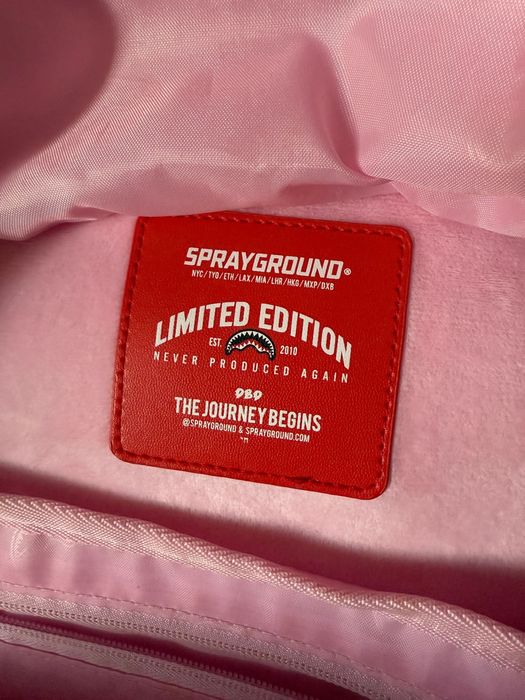 SPRAYGROUND®
NYC/TYO/ETH/LAX/MIA/LHR/HKG/MXP/DXB
LIMITED EDITION
EST. 2010
NEVER PRODUCED AGAIN
DBD
THE JOURNEY BEGINS
@SPRAYGROUND & SPRAYGROUND.COM